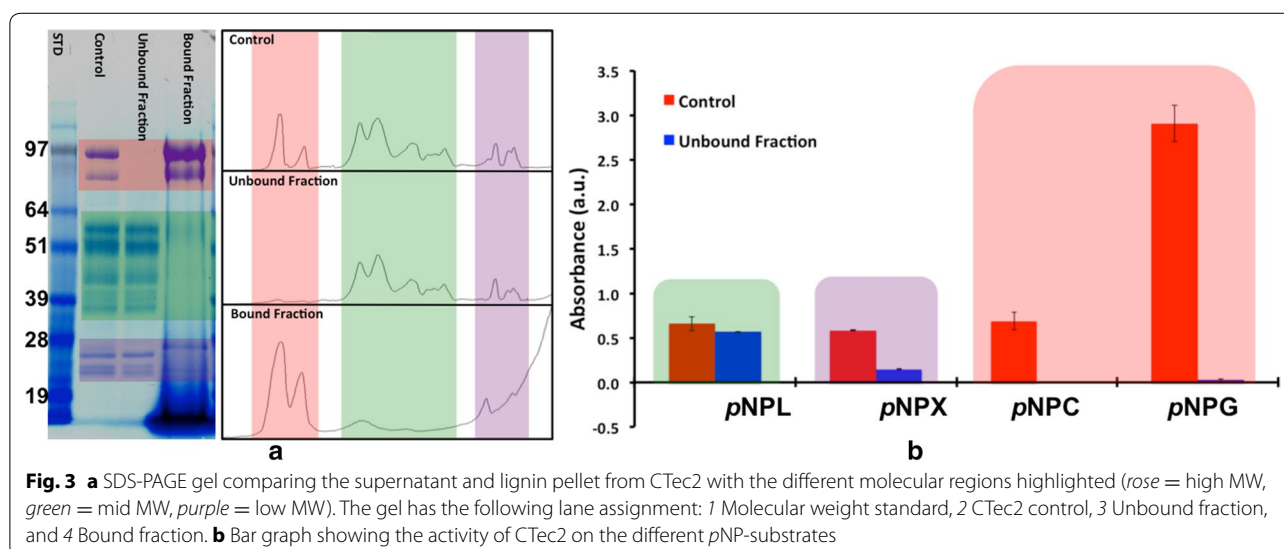 STD
Control
Unbound Fraction
Bound Fraction
97
64
51
39
28
19
Control
Unbound Fraction
Bound Fraction
a
Absorbance (a.u.)
3.5
3.0
2.5
2.0
1.5
1.0
0.5
0.0
-0.5
Control
Unbound Fraction
pNPL
pNPX
pNPC
pNPG
b
Fig. 3 a SDS-PAGE gel comparing the supernatant and lignin pellet from CTec2 with the different molecular regions highlighted (rose = high MW,
green = mid MW, purple = low MW). The gel has the following lane assignment: 1 Molecular weight standard, 2 CTec2 control, 3 Unbound fraction,
and 4 Bound fraction. b Bar graph showing the activity of CTec2 on the different pNP-substrates